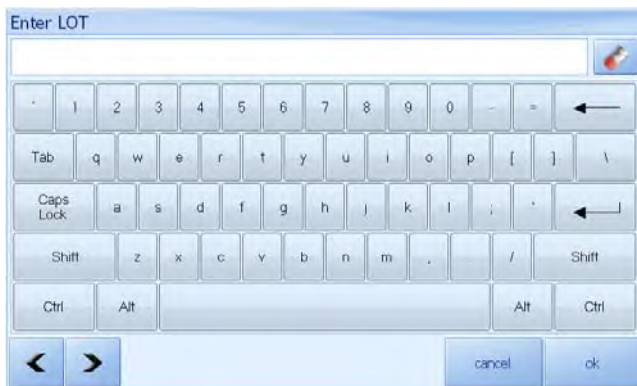 Enter LOT
` 1 2 3 4 5 6 7 8 9 0 - =
Tab q w e r t y u i o p [ ] \
Caps Lock a s d f g h j k l ; '
Shift z x c v b n m , . / Shift
Ctrl Alt Alt Ctrl
cancel ok